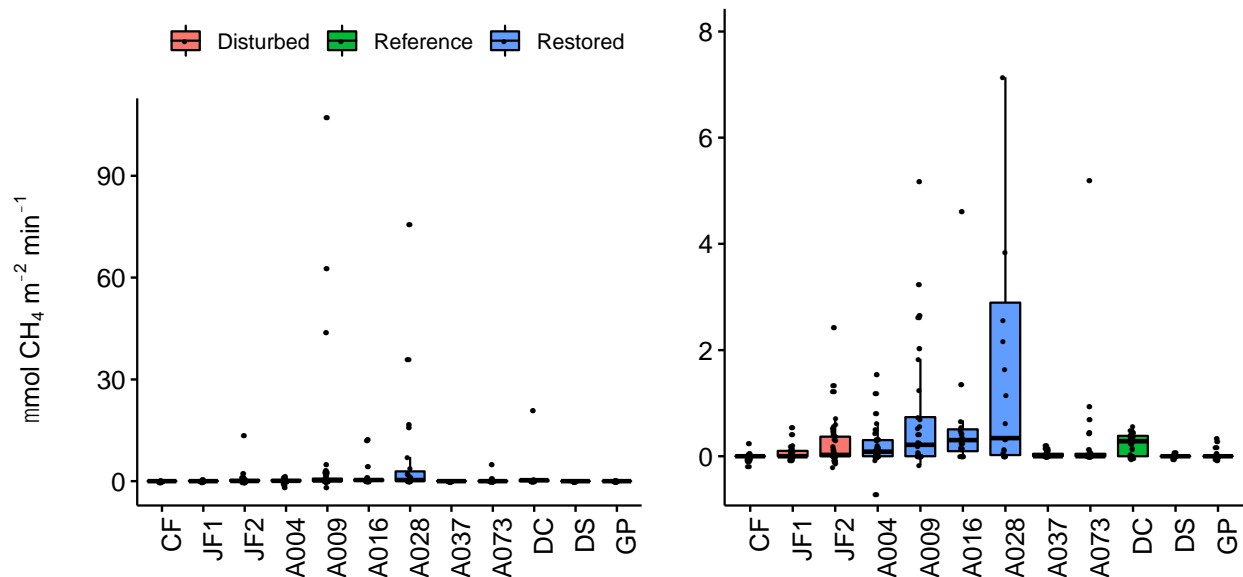 Disturbed Reference Restored
mmol CH₄ m⁻² min⁻¹
90
60
30
0
CF JF1 JF2 A004 A009 A016 A028 A037 A073 DC DS GP
8
6
4
2
0
CF JF1 JF2 A004 A009 A016 A028 A037 A073 DC DS GP